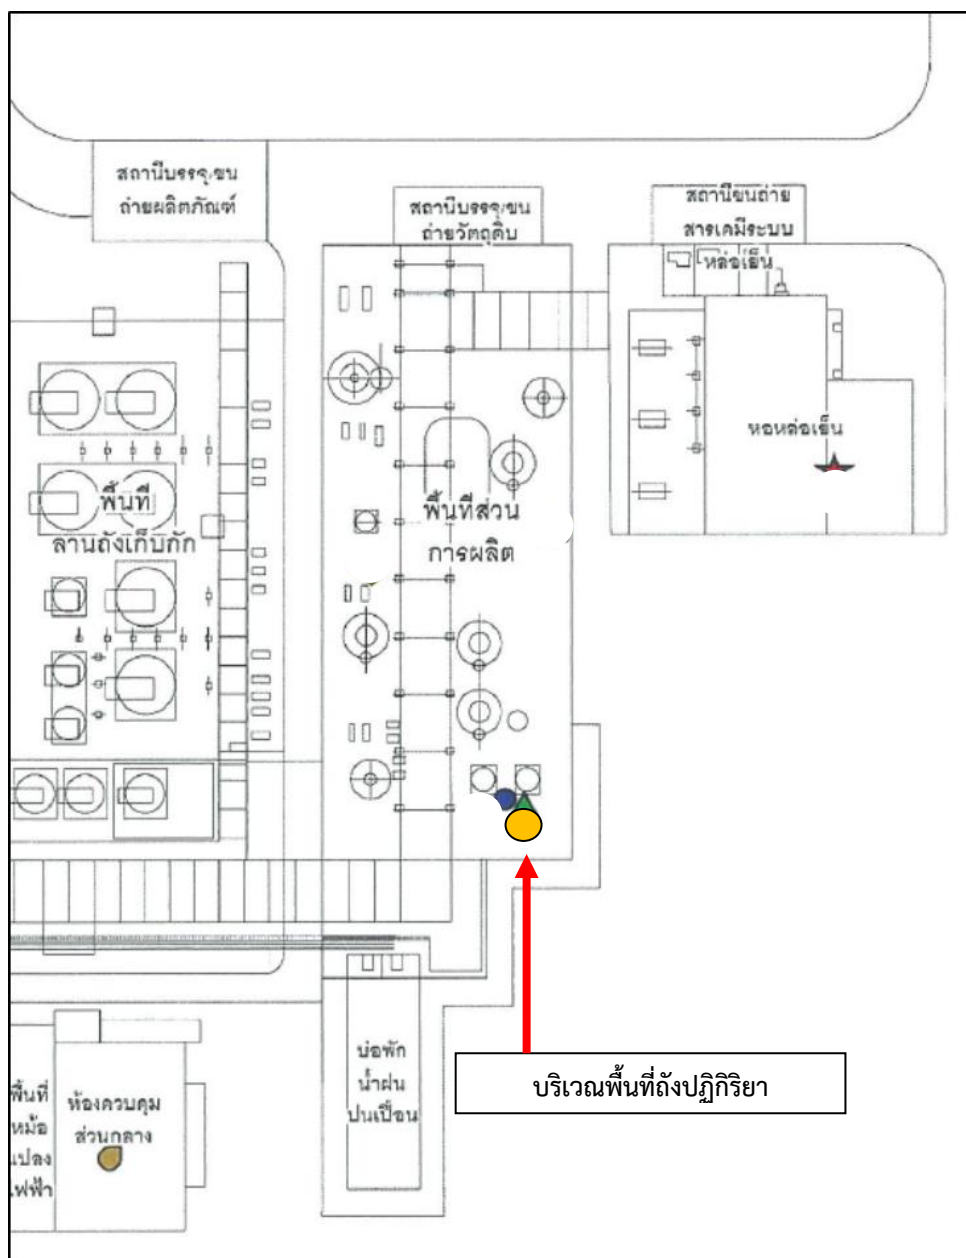 สถานีบรรจุ/ขน
ถ่ายผลิตภัณฑ์
สถานีบรรจุ/ขน
ถ่ายวัตถุดิบ
สถานีขนถ่าย
สารเคมีระบบ
หล่อเย็น
หอหล่อเย็น
พื้นที่
ลานถังเก็บกัก
พื้นที่ส่วน
การผลิต
บริเวณพื้นที่ถังปฏิกิริยา
บ่อพัก
น้ำฝน
ปนเปื้อน
พื้นที่
หม้อ
แปลง
ไฟฟ้า
ห้องควบคุม
ส่วนกลาง